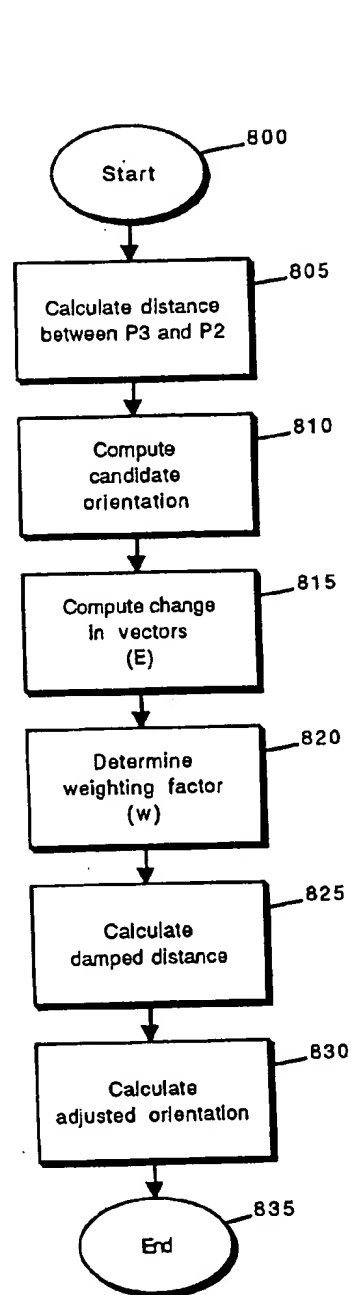 800
Start
805
Calculate distance
between P3 and P2
810
Compute
candidate
orientation
815
Compute change
in vectors
(E)
820
Determine
weighting factor
(w)
825
Calculate
damped distance
830
Calculate
adjusted orientation
835
End